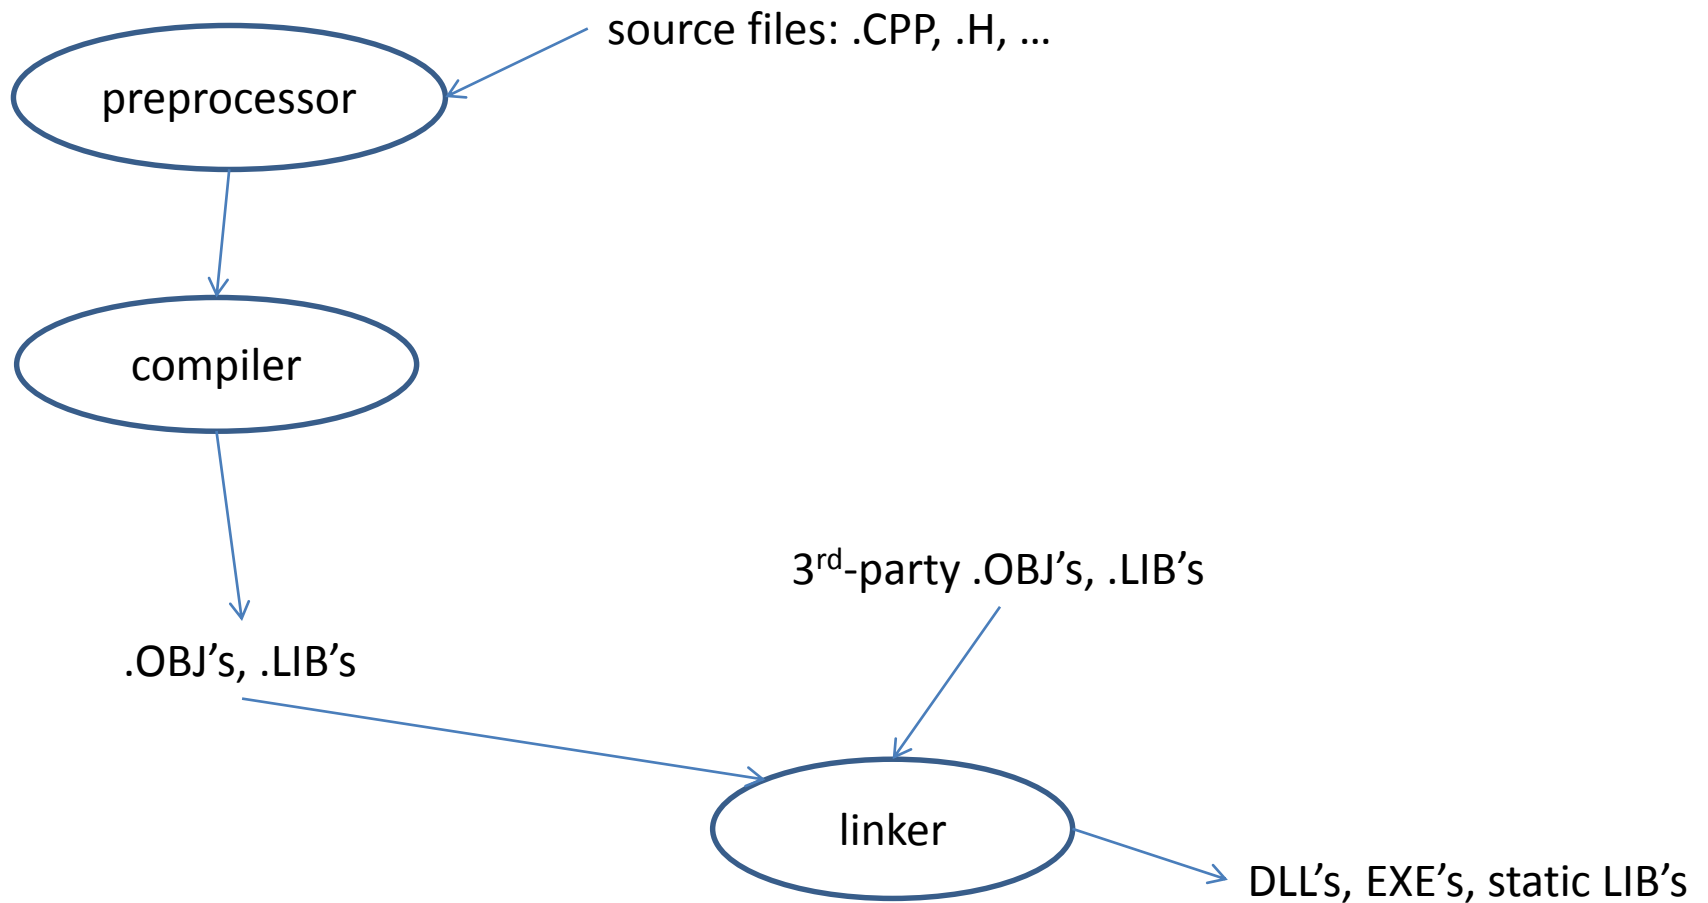 source files: .CPP, .H, …
preprocessor
compiler
3rd-party .OBJ’s, .LIB’s
.OBJ’s, .LIB’s
linker
DLL’s, EXE’s, static LIB’s